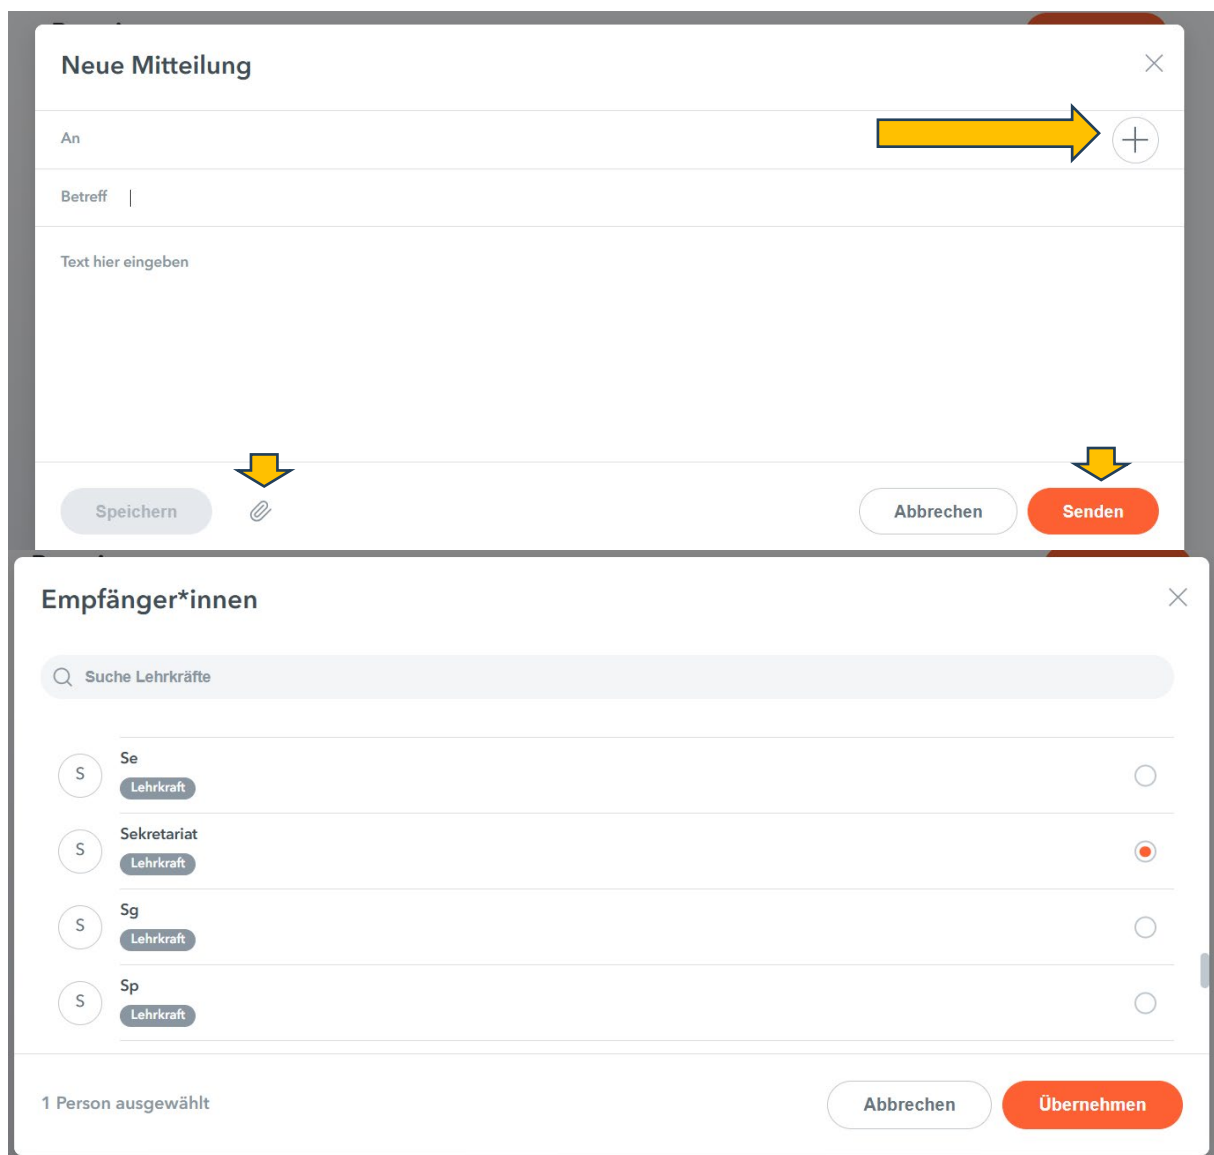 Neue Mitteilung
An
Betreff
Text hier eingeben
Speichern
Abbrechen
Senden
Empfänger*innen
Suche Lehrkräfte
S
Se
Lehrkraft
S
Sekretariat
Lehrkraft
S
Sg
Lehrkraft
S
Sp
Lehrkraft
1 Person ausgewählt
Abbrechen
Übernehmen